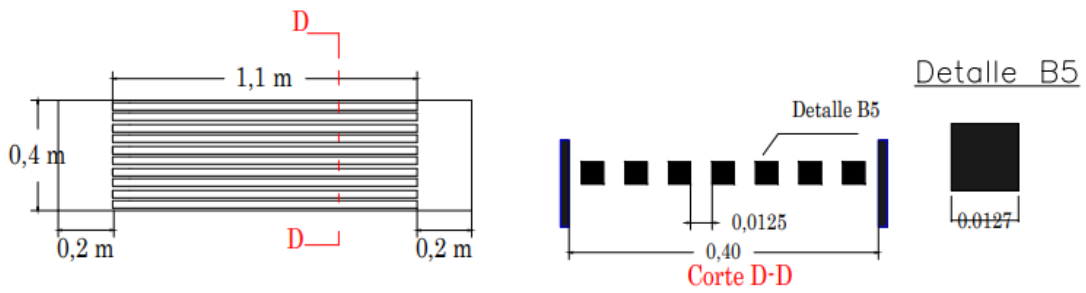 D
1,1 m
0,4 m
0,2 m
D
0,2 m
Detalle B5
0,0125
0,40
Corte D-D
Detalle B5
0.0127